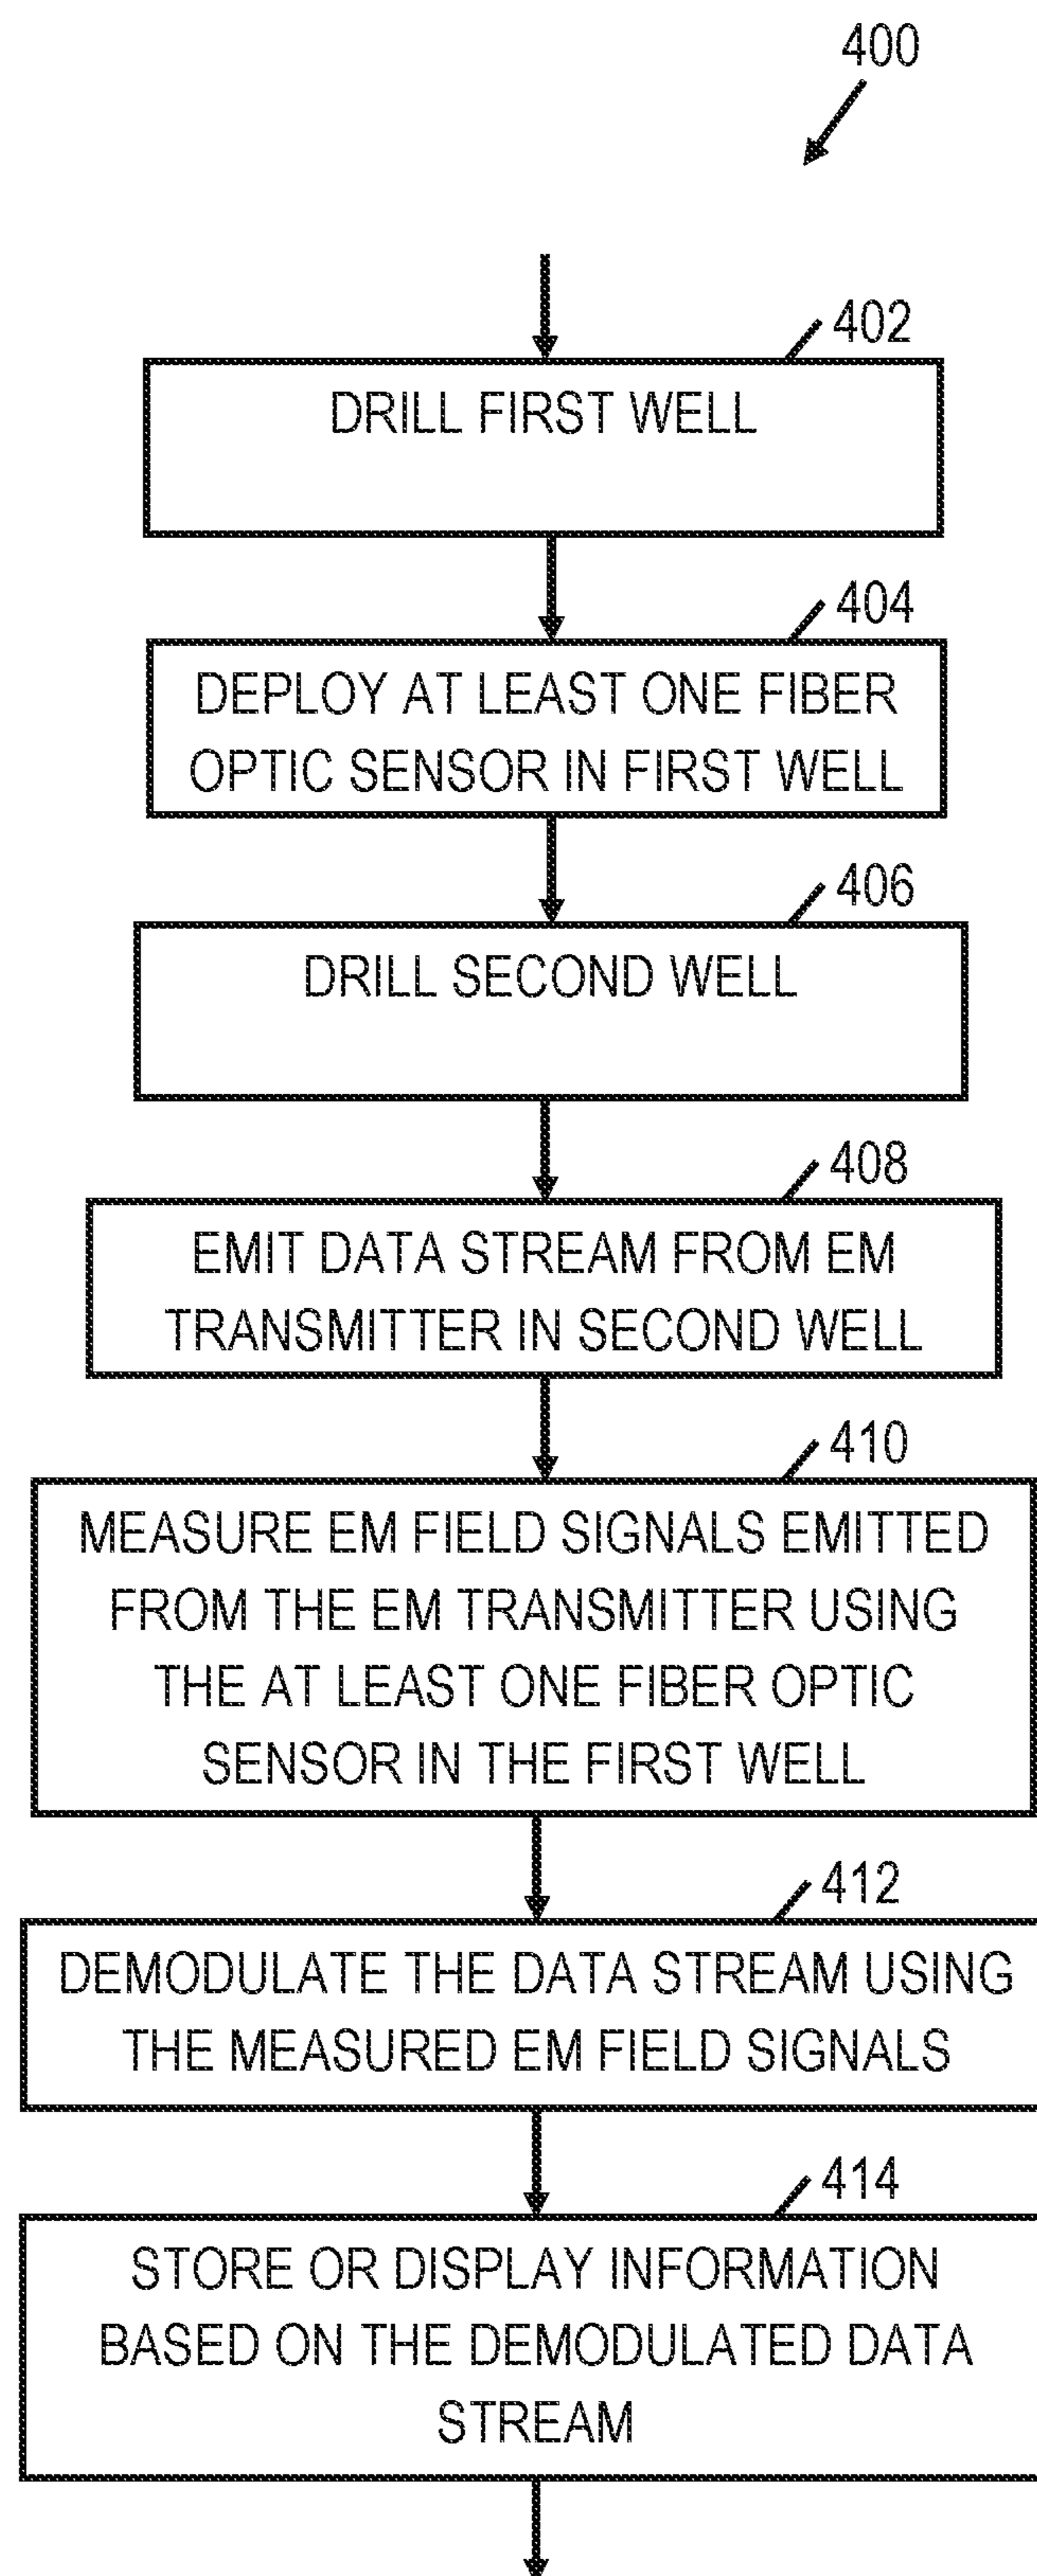 400
402
DRILL FIRST WELL
404
DEPLOY AT LEAST ONE FIBER
OPTIC SENSOR IN FIRST WELL
406
DRILL SECOND WELL
408
EMIT DATA STREAM FROM EM
TRANSMITTER IN SECOND WELL
410
MEASURE EM FIELD SIGNALS EMITTED
FROM THE EM TRANSMITTER USING
THE AT LEAST ONE FIBER OPTIC
SENSOR IN THE FIRST WELL
412
DEMODULATE THE DATA STREAM USING
THE MEASURED EM FIELD SIGNALS
414
STORE OR DISPLAY INFORMATION
BASED ON THE DEMODULATED DATA
STREAM